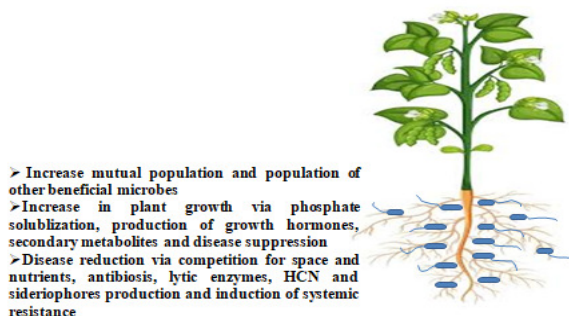 ➢ Increase mutual population and population of
other beneficial microbes
➢Increase in plant growth via phosphate
solublization, production of growth hormones,
secondary metabolites and disease suppression
➢Disease reduction via competition for space and
nutrients, antibiosis, lytic enzymes, HCN and
sideriophores production and induction of systemic
resistance